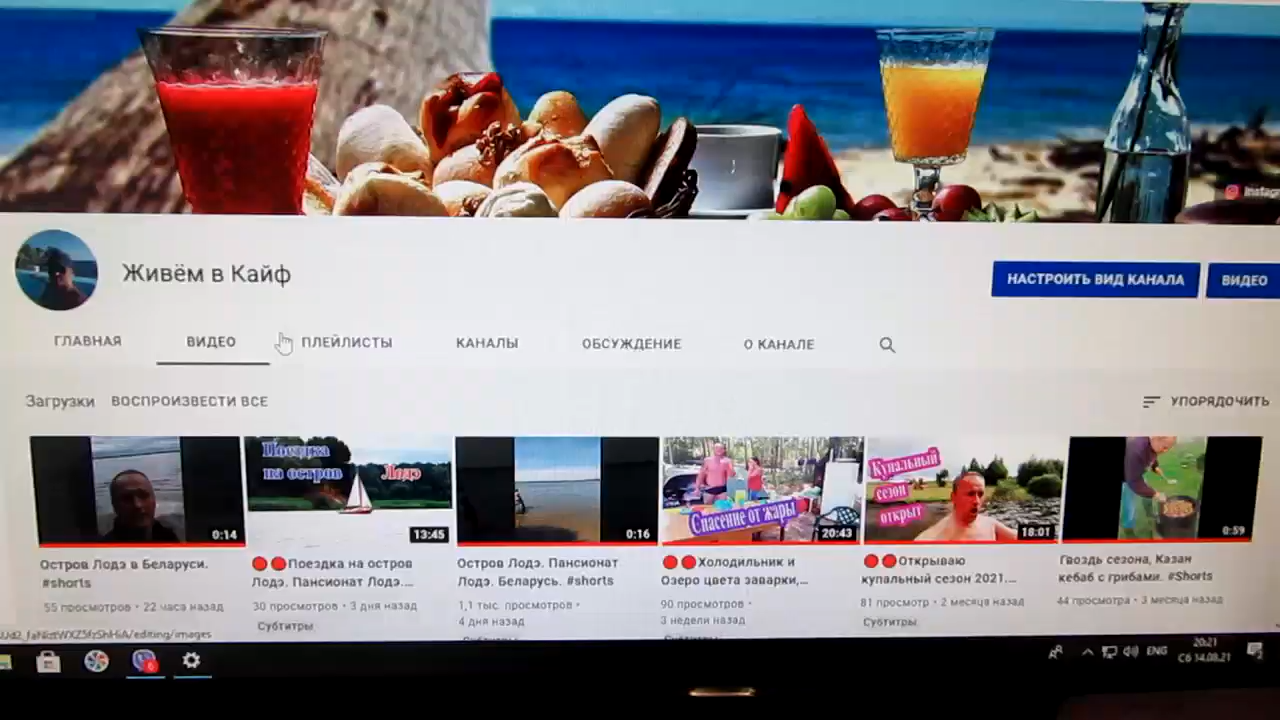 Живём в Кайф
НАСТРОИТЬ ВИД КАНАЛА
ВИДЕО
ГЛАВНАЯ
ВИДЕО
ПЛЕЙЛИСТЫ
КАНАЛЫ
ОБСУЖДЕНИЕ
О КАНАЛЕ
Загрузки
ВОСПРОИЗВЕСТИ ВСЕ
УПОРЯДОЧИТЬ
0:14
Остров Лодэ в Беларуси.
#shorts
55 просмотров • 22 часа назад
Поездка
на остров Лодэ
13:45
Поездка на остров
Лодэ. Пансионат Лодэ....
30 просмотров • 3 дня назад
Субтитры
0:16
Остров Лодэ. Пансионат
Лодэ. Беларусь. #shorts
1,1 тыс. просмотров •
4 дня назад
Спасение от жары
20:43
Холодильник и
Озеро цвета заварки,...
90 просмотров •
3 недели назад
Купальный
сезон
открыт
18:01
Открываю
купальный сезон 2021....
81 просмотр • 2 месяца назад
Субтитры
0:59
Гвоздь сезона, Казан
кебаб с грибами. #Shorts
44 просмотра • 3 месяца назад
/editing/images
6
ENG
20:21
Сб 14.08.21